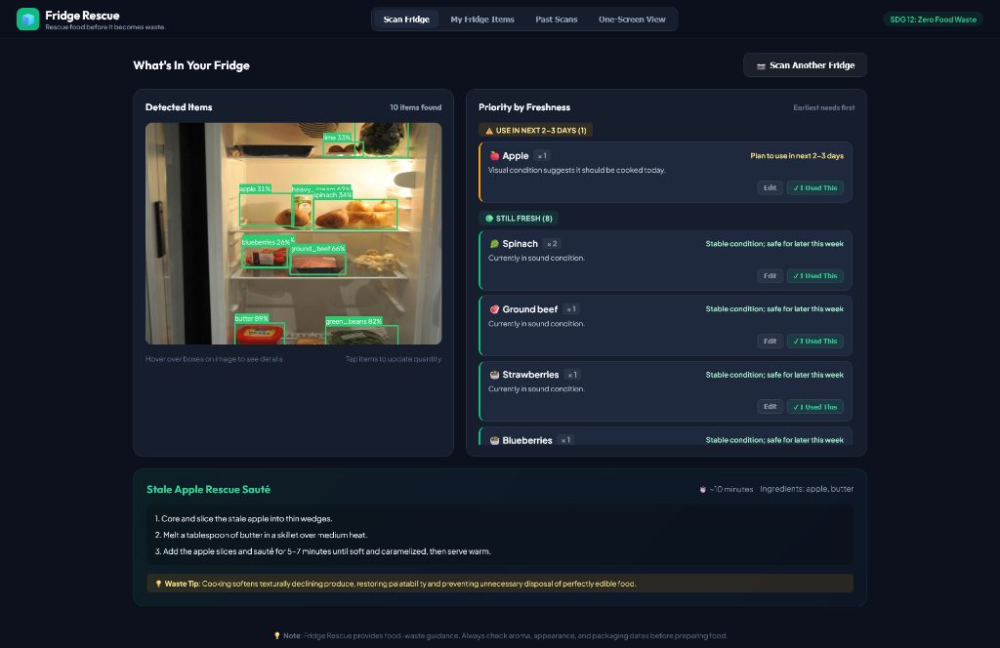 Fridge Rescue
Rescue food before it becomes waste.
Scan Fridge
My Fridge Items
Past Scans
One-Screen View
SDG 12: Zero Food Waste
What's In Your Fridge
Scan Another Fridge
Detected Items
10 items found
lime 33%
apple 31%
heavy_cream 62%
spinach 34%
blueberries 26%
ground_beef 66%
butter 89%
green_beans 82%
Hover over boxes on image to see details
Tap items to update quantity
Priority by Freshness
Earliest needs first
USE IN NEXT 2–3 DAYS (1)
Apple × 1
Plan to use in next 2–3 days
Visual condition suggests it should be cooked today.
Edit
✓ I Used This
STILL FRESH (8)
Spinach × 2
Stable condition; safe for later this week
Currently in sound condition.
Edit
✓ I Used This
Ground beef × 1
Stable condition; safe for later this week
Currently in sound condition.
Edit
✓ I Used This
Strawberries × 1
Stable condition; safe for later this week
Currently in sound condition.
Edit
✓ I Used This
Blueberries × 1
Stable condition; safe for later this week
Stale Apple Rescue Sauté
~10 minutes
Ingredients: apple, butter
1. Core and slice the stale apple into thin wedges.
2. Melt a tablespoon of butter in a skillet over medium heat.
3. Add the apple slices and sauté for 5–7 minutes until soft and caramelized, then serve warm.
Waste Tip: Cooking softens texturally declining produce, restoring palatability and preventing unnecessary disposal of perfectly edible food.
Note: Fridge Rescue provides food-waste guidance. Always check aroma, appearance, and packaging dates before preparing food.